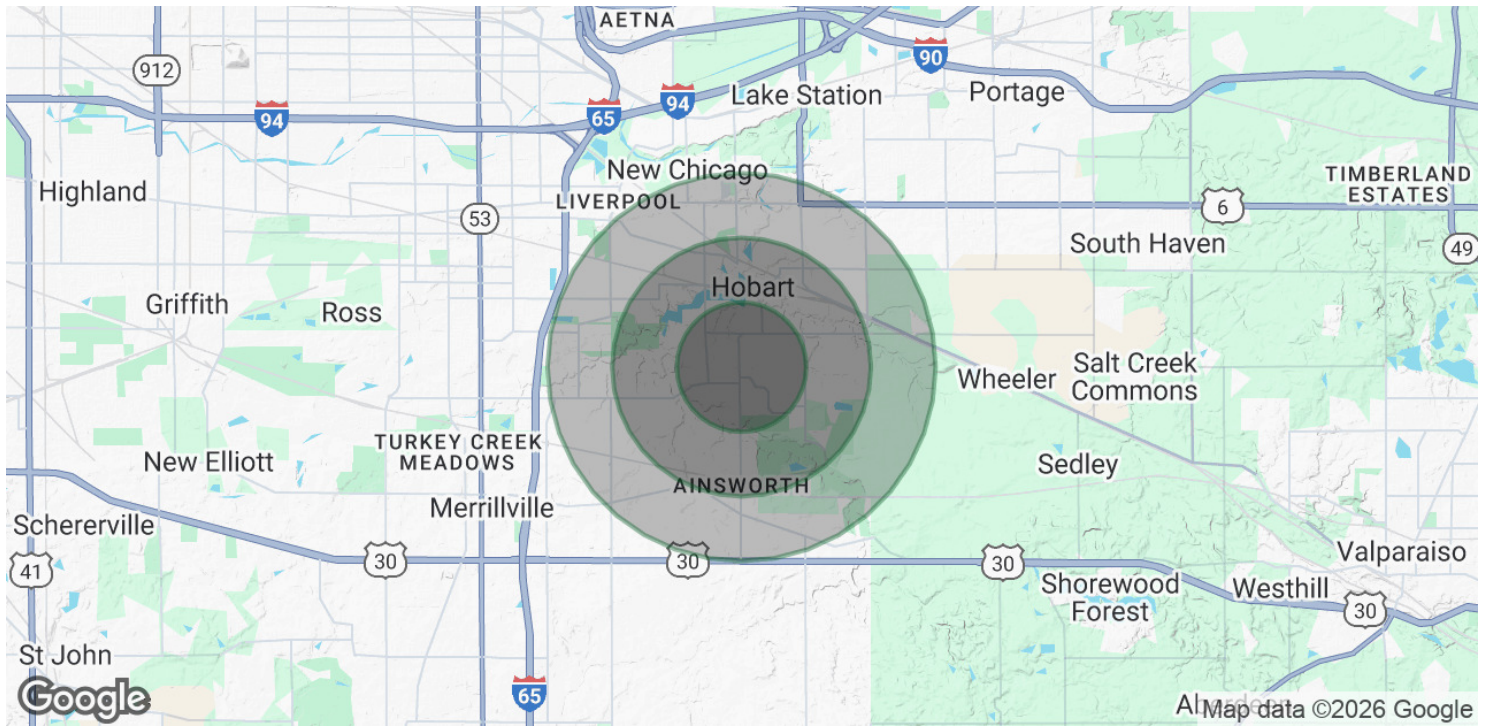 AETNA
912
90
94
65
94
Lake Station
Portage
New Chicago
Highland
LIVERPOOL
TIMBERLAND
ESTATES
53
6
South Haven
49
Hobart
Griffith
Ross
Wheeler
Salt Creek
Commons
TURKEY CREEK
MEADOWS
New Elliott
Sedley
AINSWORTH
Merrillville
Schererville
41
30
30
30
Valparaiso
Shorewood
Forest
Westhill
30
St John
65
Google
Map data ©2026 Google